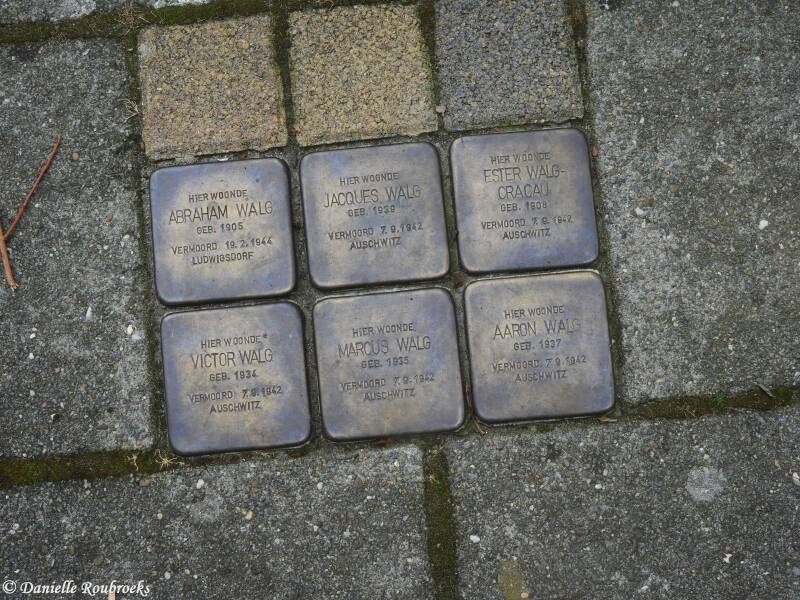 HIER WOONDE
ABRAHAM WALG
GEB. 1905
VERMOORD 19.2.1944
LUDWIGSDORF
HIER WOONDE
JACQUES WALG
GEB. 1939
VERMOORD 7.9.1942
AUSCHWITZ
HIER WOONDE
ESTER WALG-
CRACAU
GEB. 1908
VERMOORD 7.9.1942
AUSCHWITZ
HIER WOONDE
VICTOR WALG
GEB. 1934
VERMOORD 7.9.1942
AUSCHWITZ
HIER WOONDE
MARCUS WALG
GEB. 1935
VERMOORD 7.9.1942
AUSCHWITZ
HIER WOONDE
AARON WALG
GEB. 1937
VERMOORD 7.9.1942
AUSCHWITZ
© Danielle Roubroeks